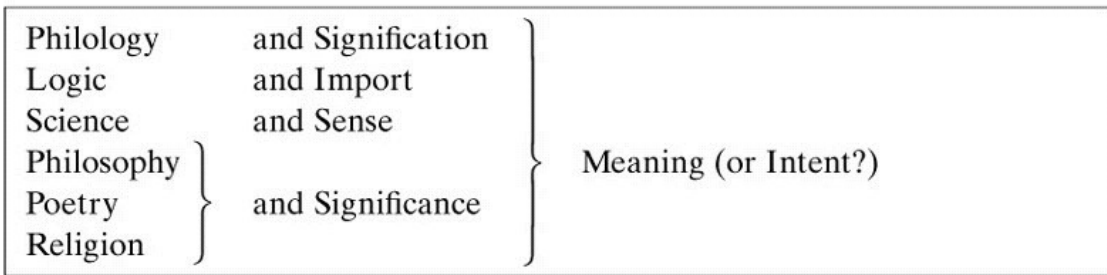 Philology and Signification
Logic and Import
Science and Sense
Philosophy
Meaning (or Intent?)
Poetry and Significance
Religion